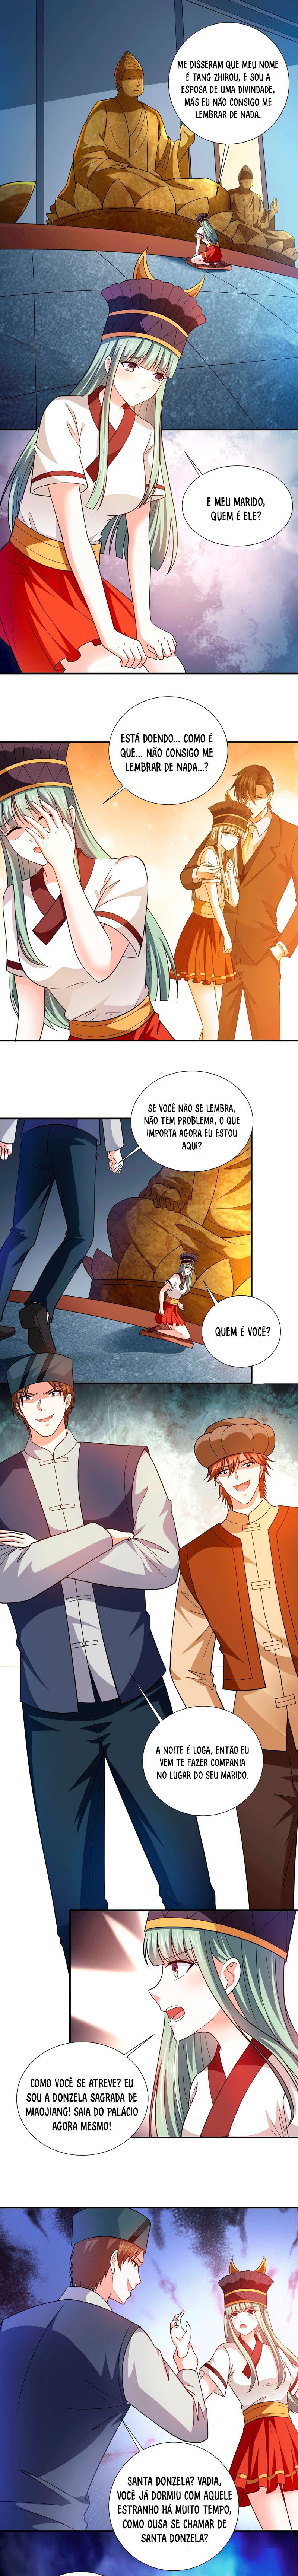 ME DISSERAM QUE MEU NOME
É TANG ZHIROU, E SOU A
ESPOSA DE UMA DIVINDADE,
MÁS EU NÃO CONSIGO ME
LEMBRAR DE NADA.
E MEU MARIDO,
QUEM É ELE?
ESTÁ DOENDO... COMO É
QUE... NÃO CONSIGO ME
LEMBRAR DE NADA..?
SE VOCÊ NÃO SE LEMBRA,
NÃO TEM PROBLEMA, O QUE
IMPORTA AGORA EU ESTOU
AQUI?
QUEM É VOCÊ?
A NOITE É LOGA, ENTÃO EU
VEM TE FAZER COMPANIA
NO LUGAR DO SEU MARIDO.
COMO VOCÊ SE ATREVE? EU
SOU A DONZELA SAGRADA DE
MIAOJIANG! SAIA DO PALÁCIO
AGORA MESMO!
SANTA DONZELA? VADIA,
VOCÊ JÁ DORMIU COM AQUELE
ESTRANHO HÁ MUITO TEMPO,
COMO OUSA SE CHAMAR DE
SANTA DONZELA?